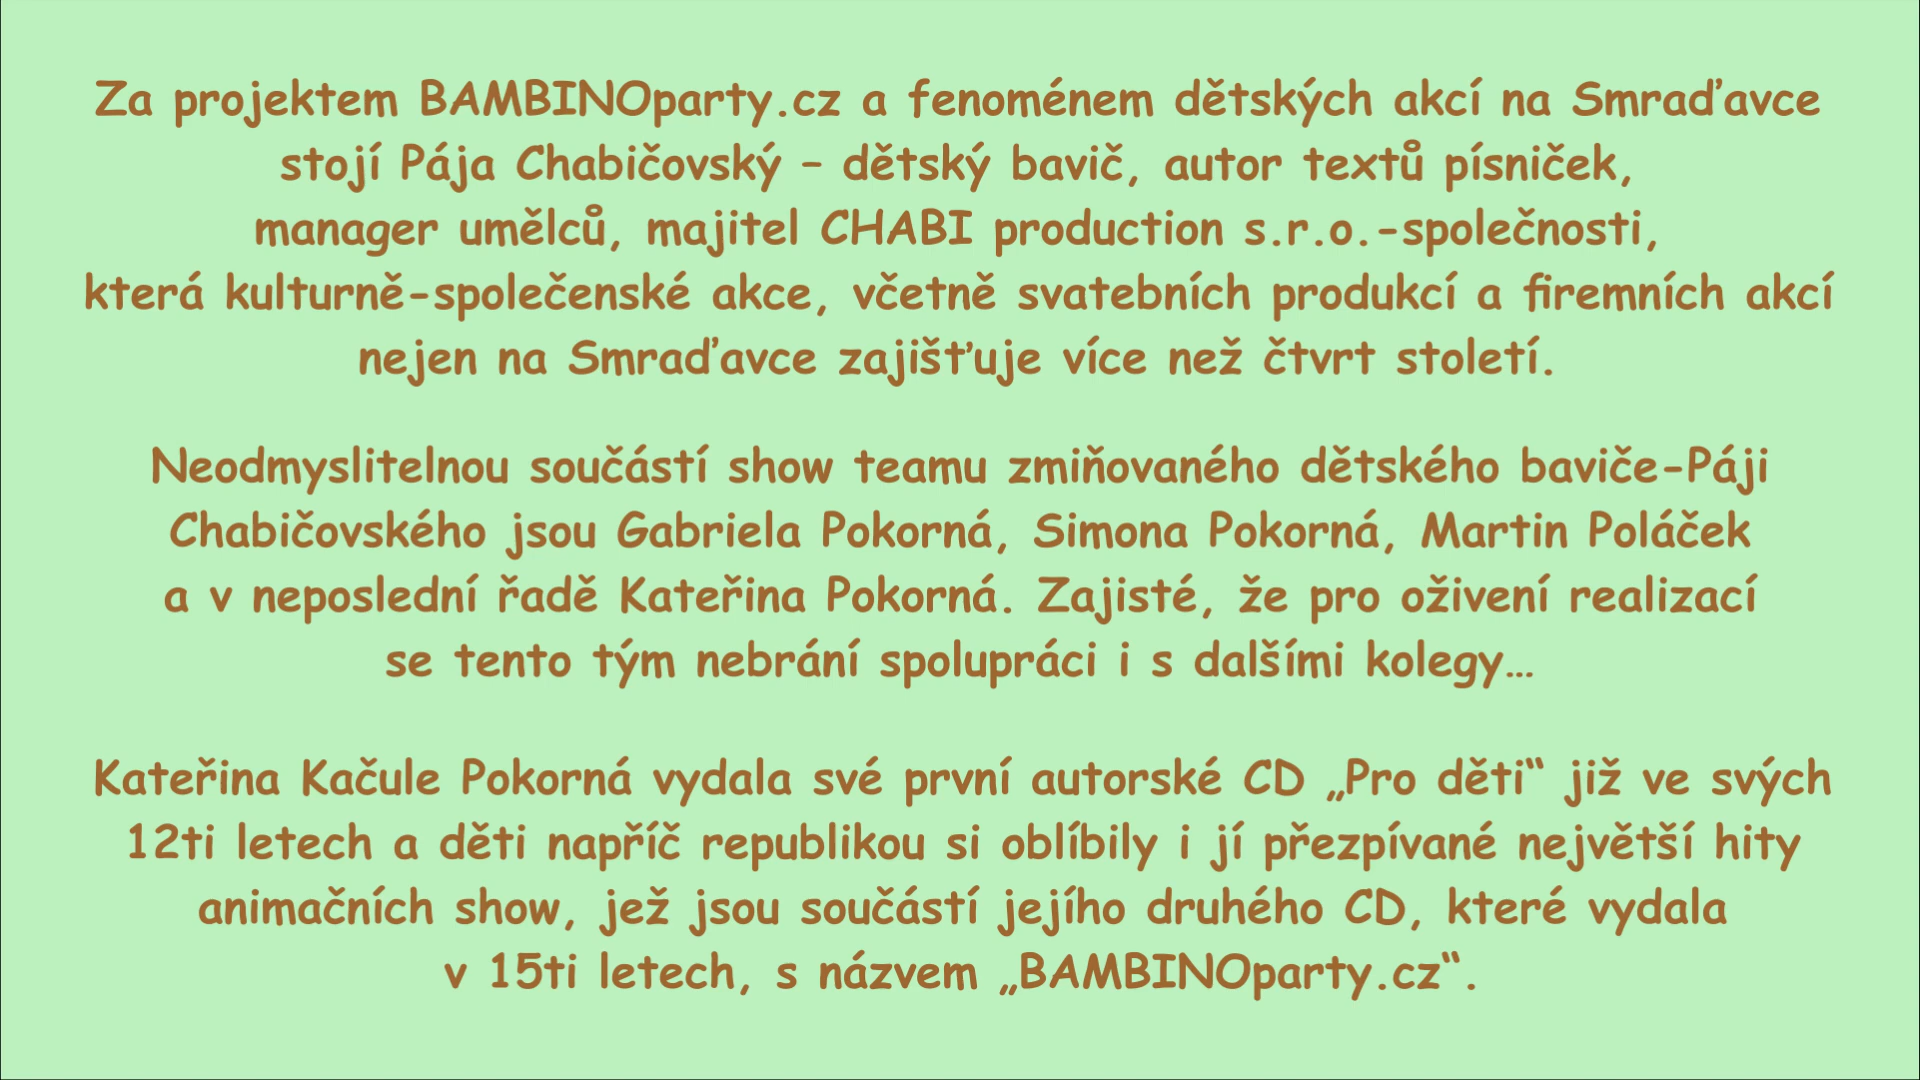 Za projektem BAMBINOparty.cz a fenoménem dětských akcí na Smraďavce
stojí Pája Chabičovský – dětský bavič, autor textů písniček,
manager umělců, majitel CHABI production s.r.o.-společnosti,
která kulturně-společenské akce, včetně svatebních produkcí a firemních akcí
nejen na Smraďavce zajišťuje více než čtvrt století.
Neodmyslitelnou součástí show teamu zmiňovaného dětského baviče-Páji
Chabičovského jsou Gabriela Pokorná, Simona Pokorná, Martin Poláček
a v neposlední řadě Kateřina Pokorná. Zajisté, že pro oživení realizací
se tento tým nebrání spolupráci i s dalšími kolegy…
Kateřina Kačule Pokorná vydala své první autorské CD „Pro děti“ již ve svých
12ti letech a děti napříč republikou si oblíbily i jí přezpívané největší hity
animačních show, jež jsou součástí jejího druhého CD, které vydala
v 15ti letech, s názvem „BAMBINOparty.cz“.